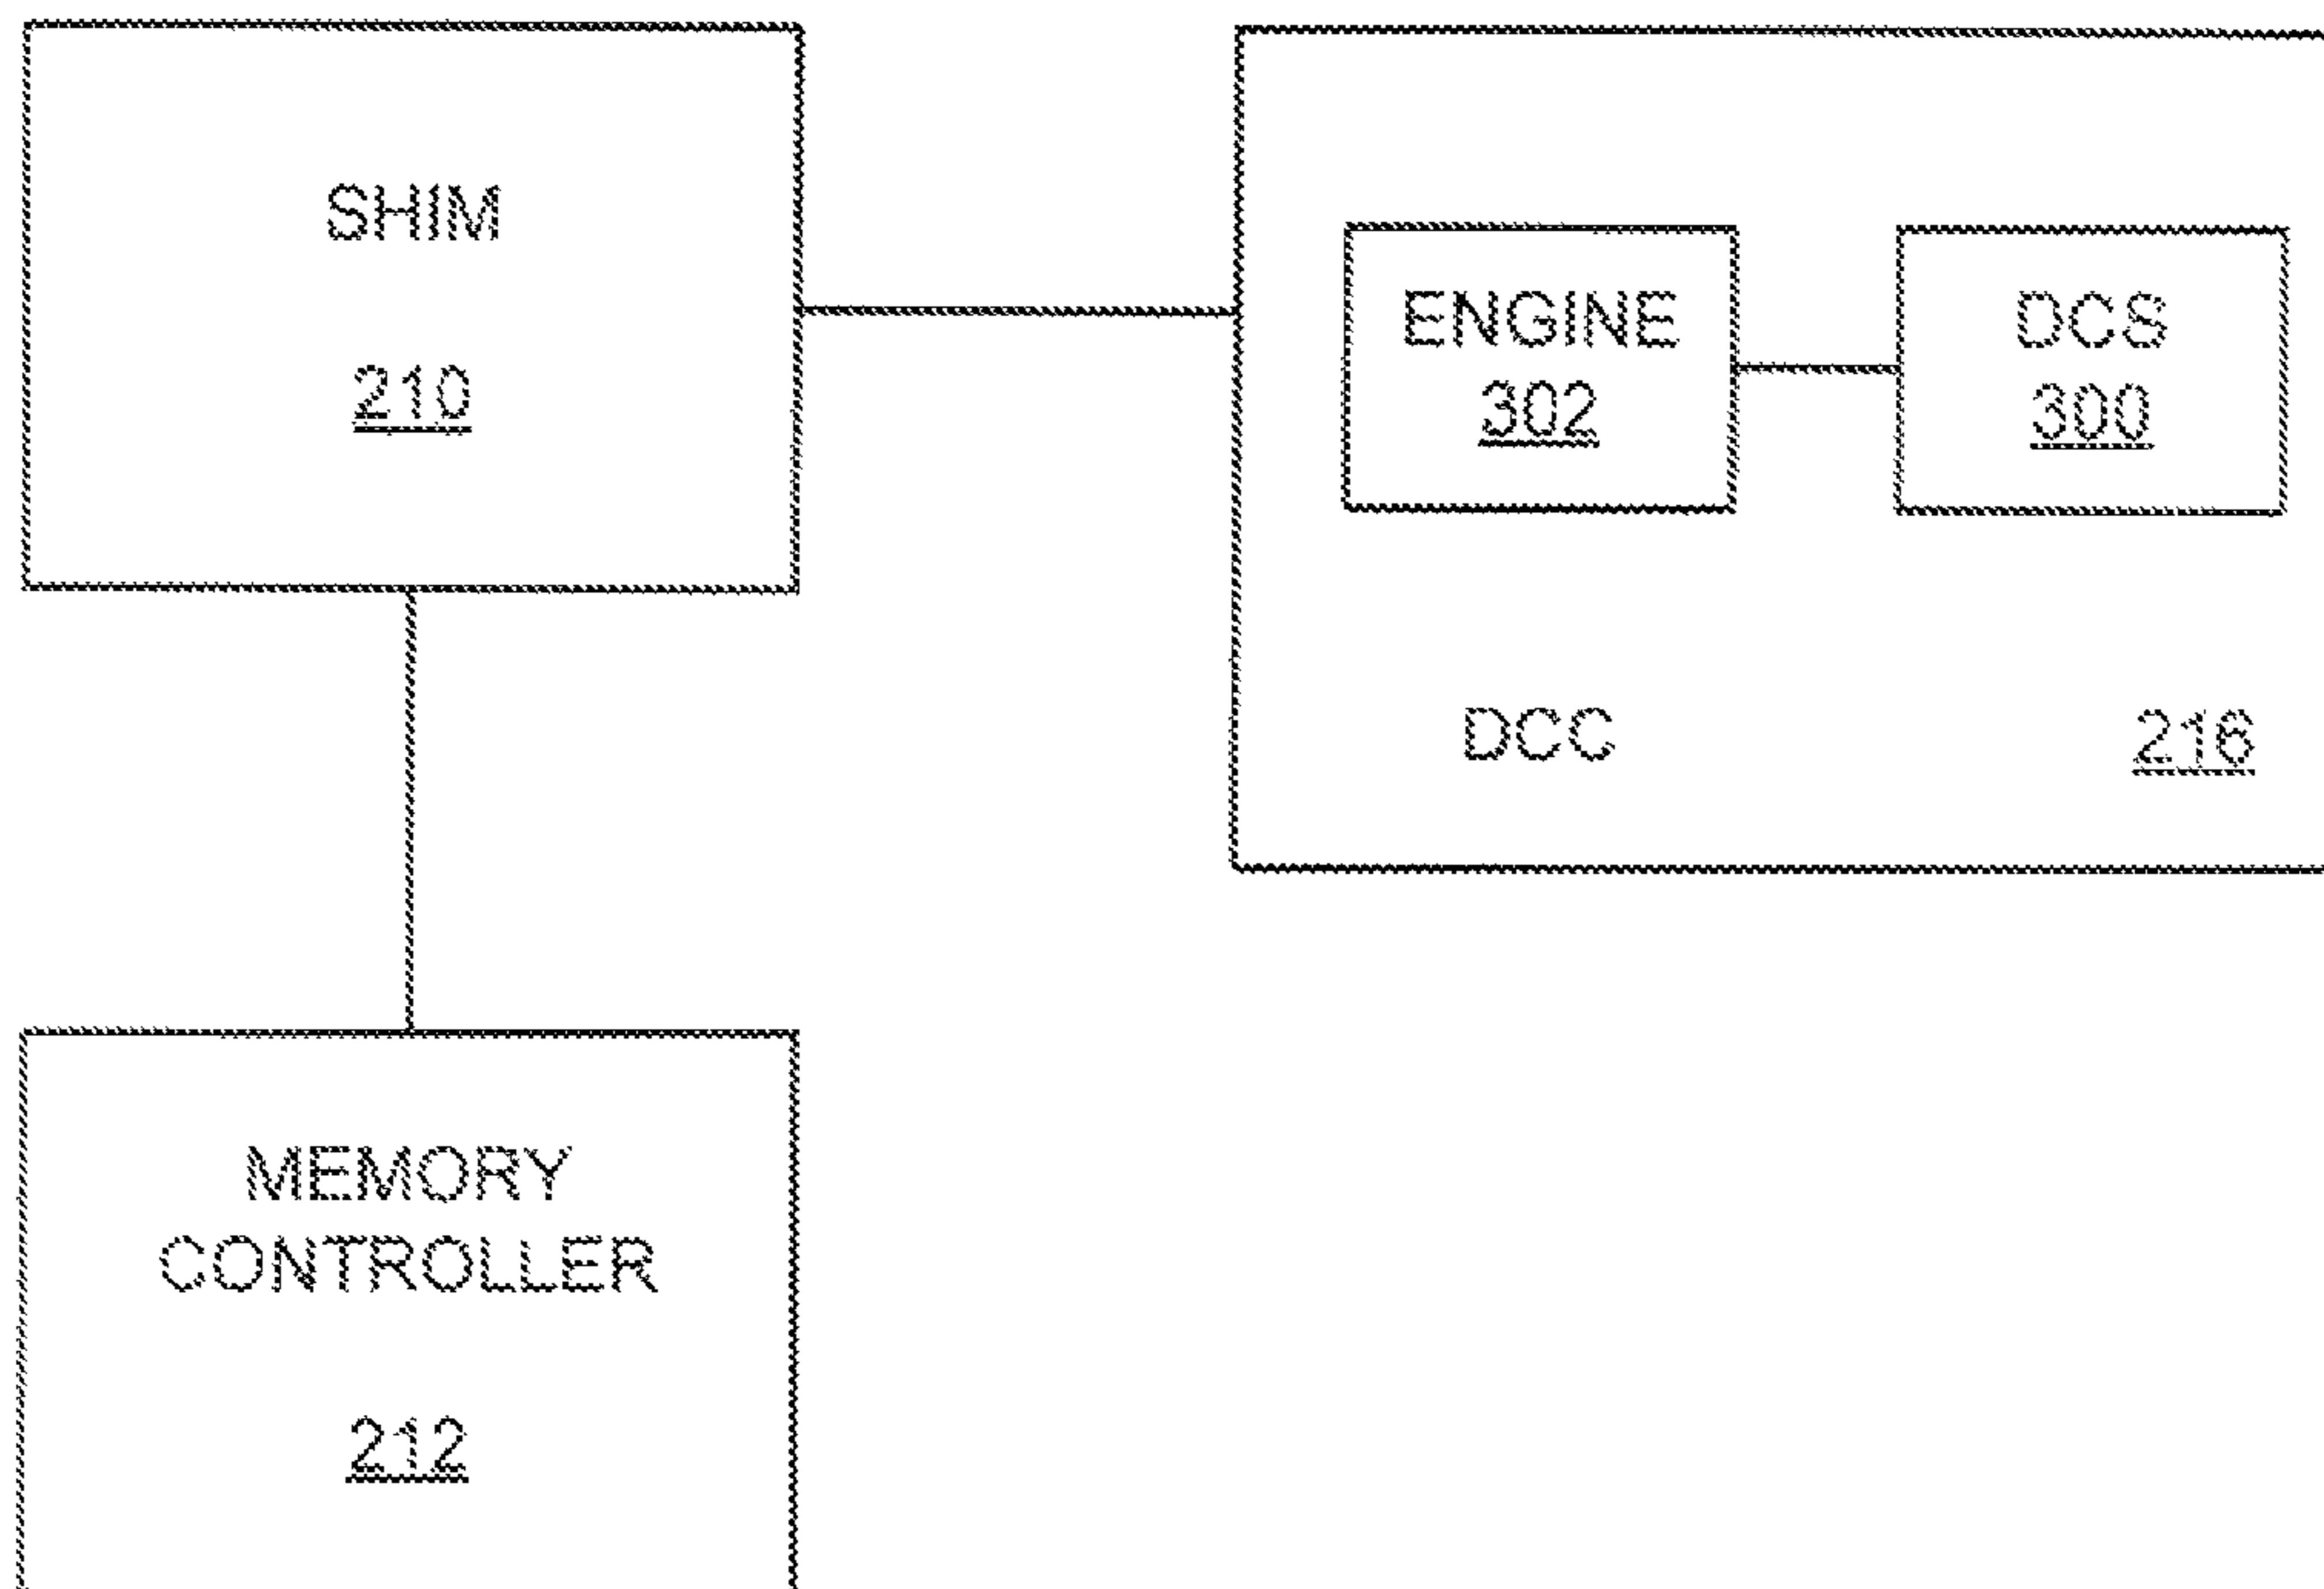 SHIM
210
ENGINE
302
DCS
300
DCC
216
MEMORY
CONTROLLER
212